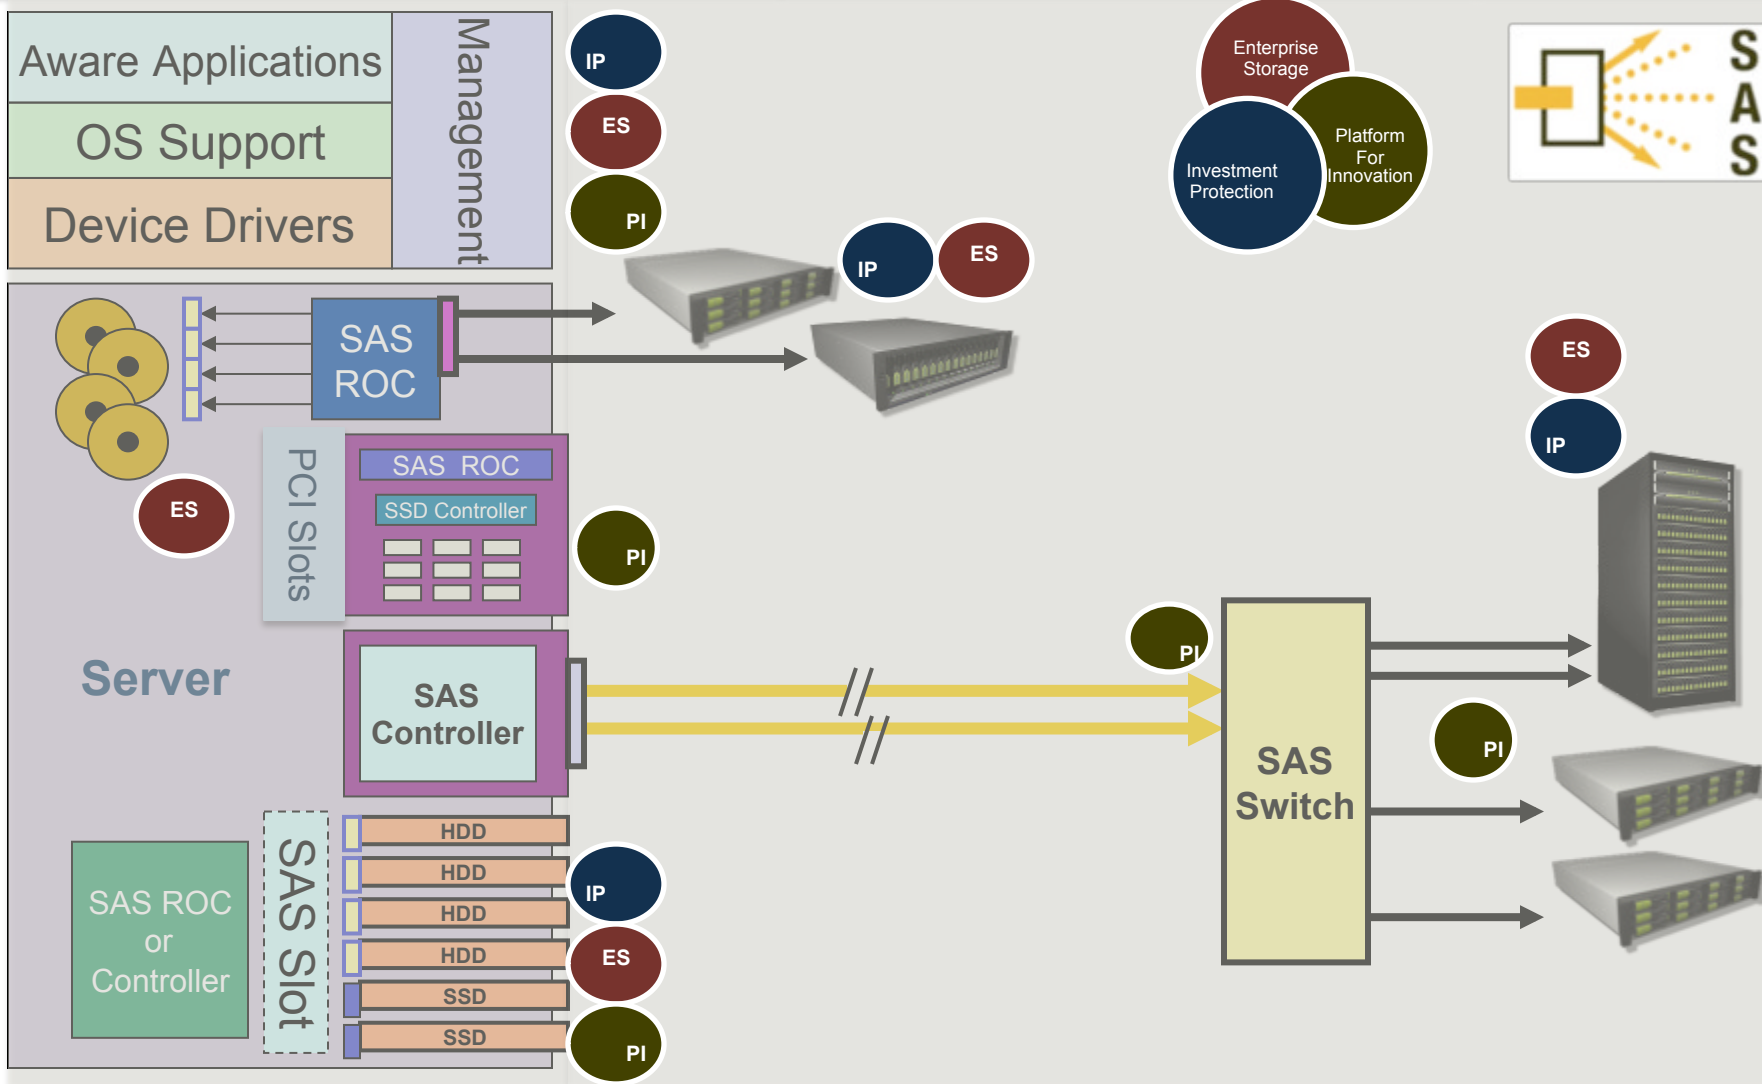 Aware Applications
OS Support
Device Drivers
Management
IP
ES
PI
Enterprise
Storage
Platform
For
Innovation
Investment
Protection
S
A
S
IP
ES
SAS
ROC
ES
PCI Slots
SAS ROC
SSD Controller
PI
ES
IP
Server
SAS
Controller
PI
SAS
Switch
PI
SAS ROC
or
Controller
SAS Slot
HDD
HDD
HDD
HDD
SSD
SSD
IP
ES
PI